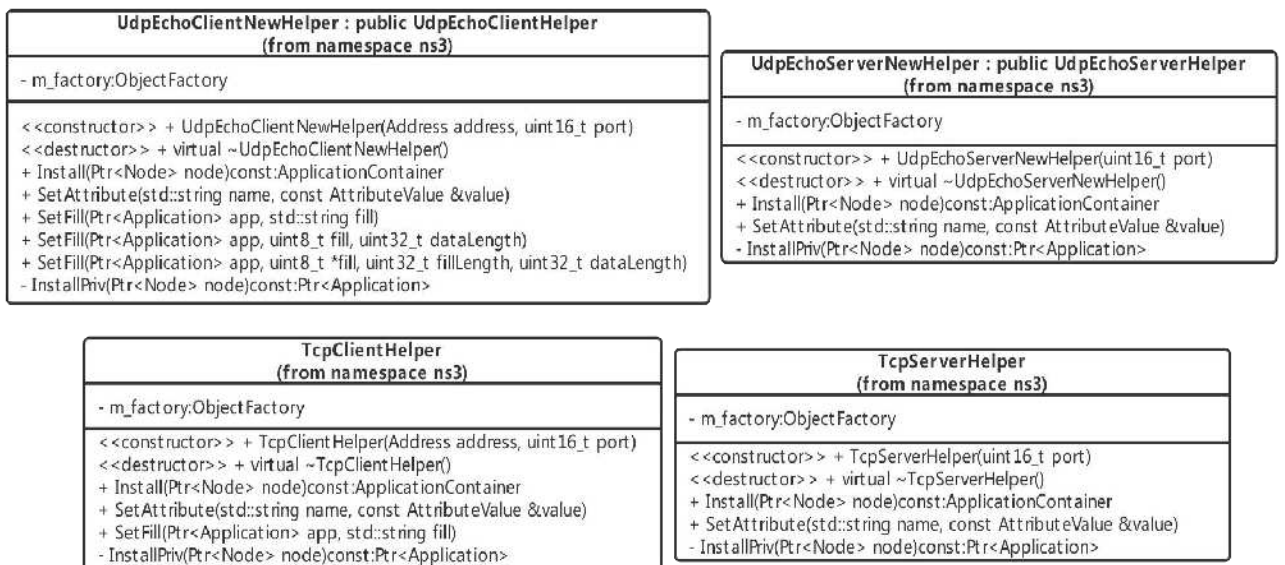 UdpEchoClientNewHelper : public UdpEchoClientHelper
(from namespace ns3)
- m_factory:ObjectFactory
<<constructor>> + UdpEchoClientNewHelper(Address address, uint16_t port)
<<destructor>> + virtual ~UdpEchoClientNewHelper()
+ Install(Ptr<Node> node)const:ApplicationContainer
+ SetAttribute(std::string name, const AttributeValue &value)
+ SetFill(Ptr<Application> app, std::string fill)
+ SetFill(Ptr<Application> app, uint8_t fill, uint32_t dataLength)
+ SetFill(Ptr<Application> app, uint8_t *fill, uint32_t fillLength, uint32_t dataLength)
- InstallPriv(Ptr<Node> node)const:Ptr<Application>
UdpEchoServerNewHelper : public UdpEchoServerHelper
(from namespace ns3)
- m_factory:ObjectFactory
<<constructor>> + UdpEchoServerNewHelper(uint16_t port)
<<destructor>> + virtual ~UdpEchoServerNewHelper()
+ Install(Ptr<Node> node)const:ApplicationContainer
+ SetAttribute(std::string name, const AttributeValue &value)
- InstallPriv(Ptr<Node> node)const:Ptr<Application>
TcpClientHelper
(from namespace ns3)
- m_factory:ObjectFactory
<<constructor>> + TcpClientHelper(Address address, uint16_t port)
<<destructor>> + virtual ~TcpClientHelper()
+ Install(Ptr<Node> node)const:ApplicationContainer
+ SetAttribute(std::string name, const AttributeValue &value)
+ SetFill(Ptr<Application> app, std::string fill)
- InstallPriv(Ptr<Node> node)const:Ptr<Application>
TcpServerHelper
(from namespace ns3)
- m_factory:ObjectFactory
<<constructor>> + TcpServerHelper(uint16_t port)
<<destructor>> + virtual ~TcpServerHelper()
+ Install(Ptr<Node> node)const:ApplicationContainer
+ SetAttribute(std::string name, const AttributeValue &value)
- InstallPriv(Ptr<Node> node)const:Ptr<Application>